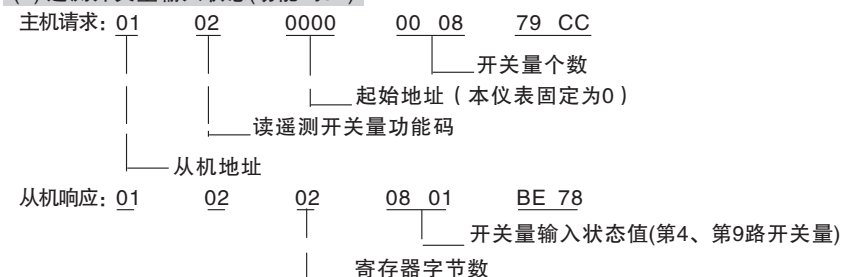 主机请求: 01 02 0000 00 08 79 CC
开关量个数
起始地址（本仪表固定为0）
读遥测开关量功能码
从机地址
从机响应: 01 02 02 08 01 BE 78
开关量输入状态值(第4、第9路开关量)
寄存器字节数